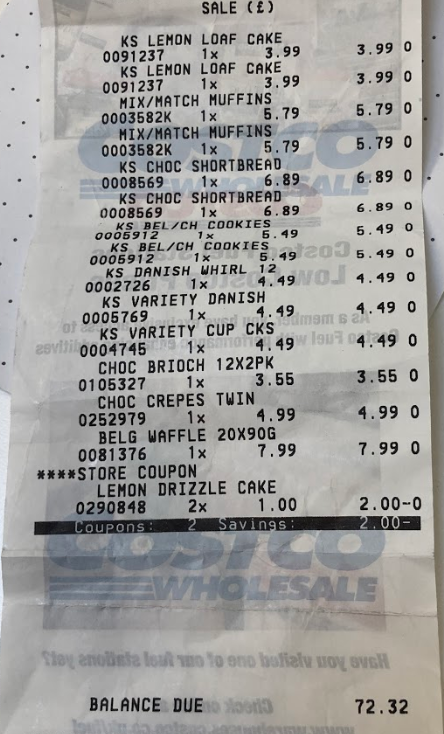 SALE (£)
KS LEMON LOAF CAKE
0091237 1x 3.99 3.99 0
KS LEMON LOAF CAKE
0091237 1x 3.99 3.99 0
MIX/MATCH MUFFINS
0003582K 1x 5.79 5.79 0
MIX/MATCH MUFFINS
0003582K 1x 5.79 5.79 0
KS CHOC SHORTBREAD
0008569 1x 6.89 6.89 0
KS CHOC SHORTBREAD
0008569 1x 6.89 6.89 0
KS BEL/CH COOKIES
0005912 1x 5.49 5.49 0
KS BEL/CH COOKIES
0005912 1x 5.49 5.49 0
KS DANISH WHIRL 12
0002726 1x 4.49 4.49 0
KS VARIETY DANISH
0005769 1x 4.49 4.49 0
KS VARIETY CUP CKS
0004745 1x 4.49 4.49 0
CHOC BRIOCH 12X2PK
0105327 1x 3.55 3.55 0
CHOC CREPES TWIN
0252979 1x 4.99 4.99 0
BELG WAFFLE 20X90G
0081376 1x 7.99 7.99 0
****STORE COUPON
LEMON DRIZZLE CAKE
0290848 2x 1.00 2.00-0
Coupons: 2 Savings: 2.00-
COSTCO
WHOLESALE
Have you visited one of our fuel stations yet?
BALANCE DUE 72.32